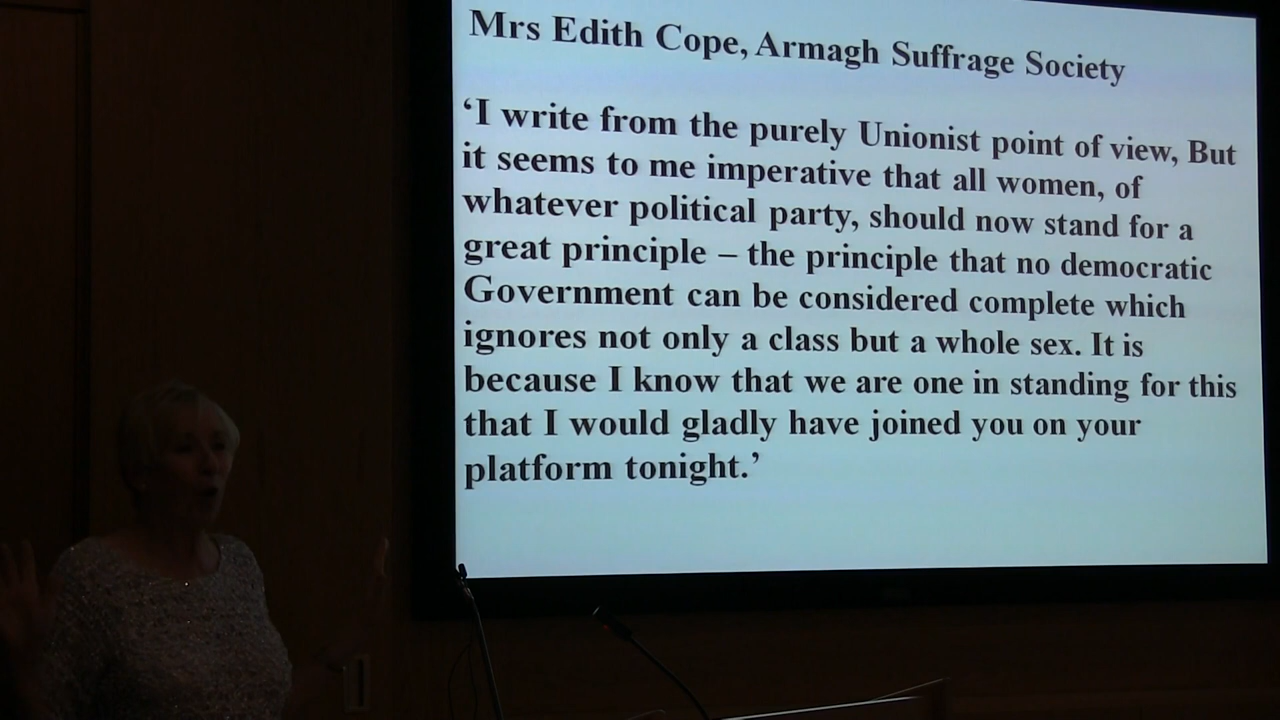 Mrs Edith Cope, Armagh Suffrage Society
‘I write from the purely Unionist point of view, But
it seems to me imperative that all women, of
whatever political party, should now stand for a
great principle – the principle that no democratic
Government can be considered complete which
ignores not only a class but a whole sex. It is
because I know that we are one in standing for this
that I would gladly have joined you on your
platform tonight.’